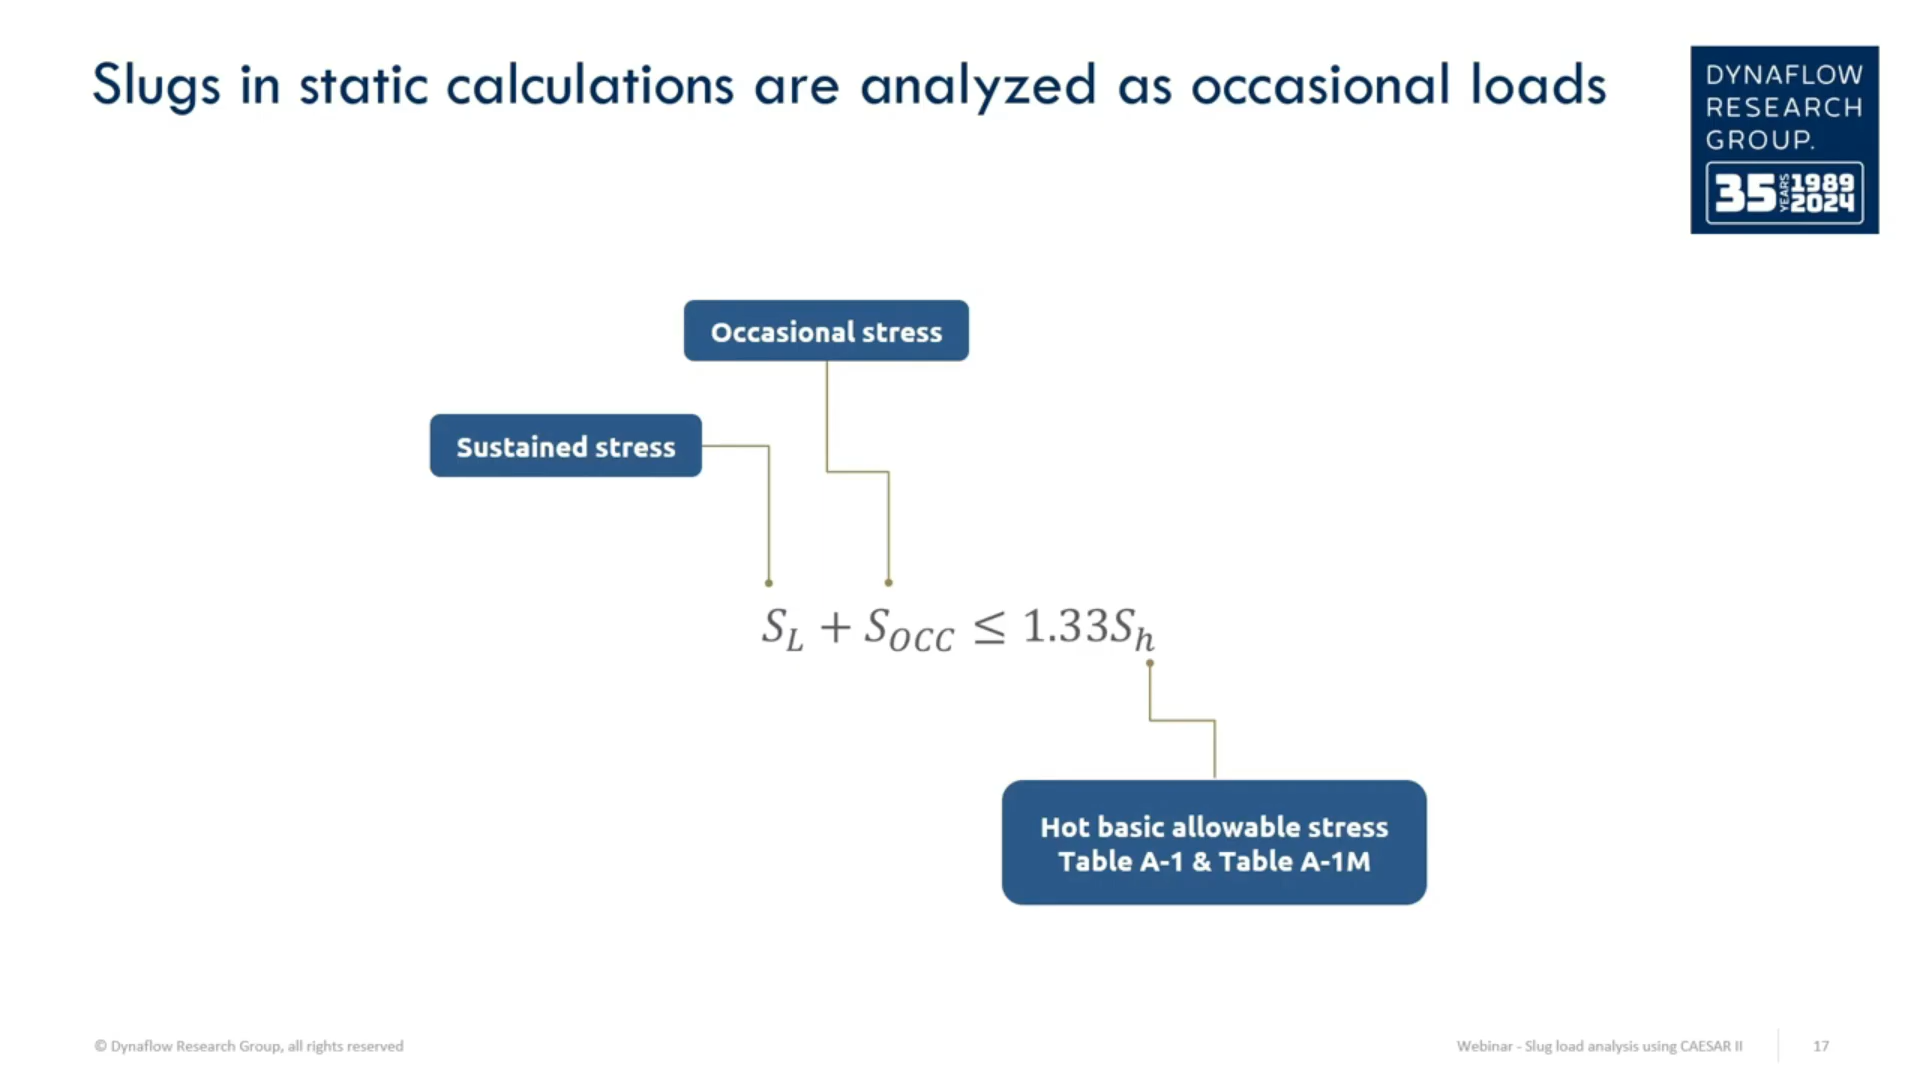 Slugs in static calculations are analyzed as occasional loads
DYNAFLOW
RESEARCH
GROUP.
35 YEARS 1989
2024
Occasional stress
Sustained stress
S_L + S_OCC ≤ 1.33S_h
Hot basic allowable stress
Table A-1 & Table A-1M
© Dynaflow Research Group, all rights reserved
Webinar - Slug load analysis using CAESAR II
17